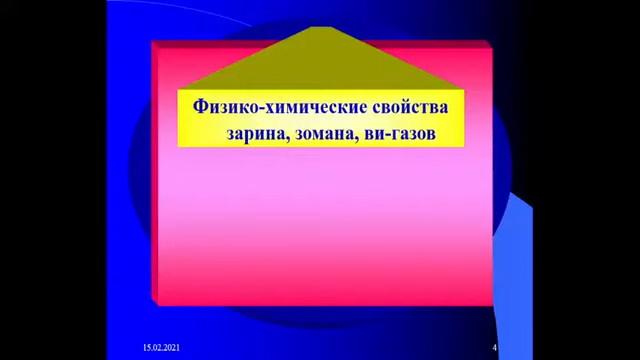 Физико-химические свойства
зарина, зомана, ви-газов
15.02.2021
4